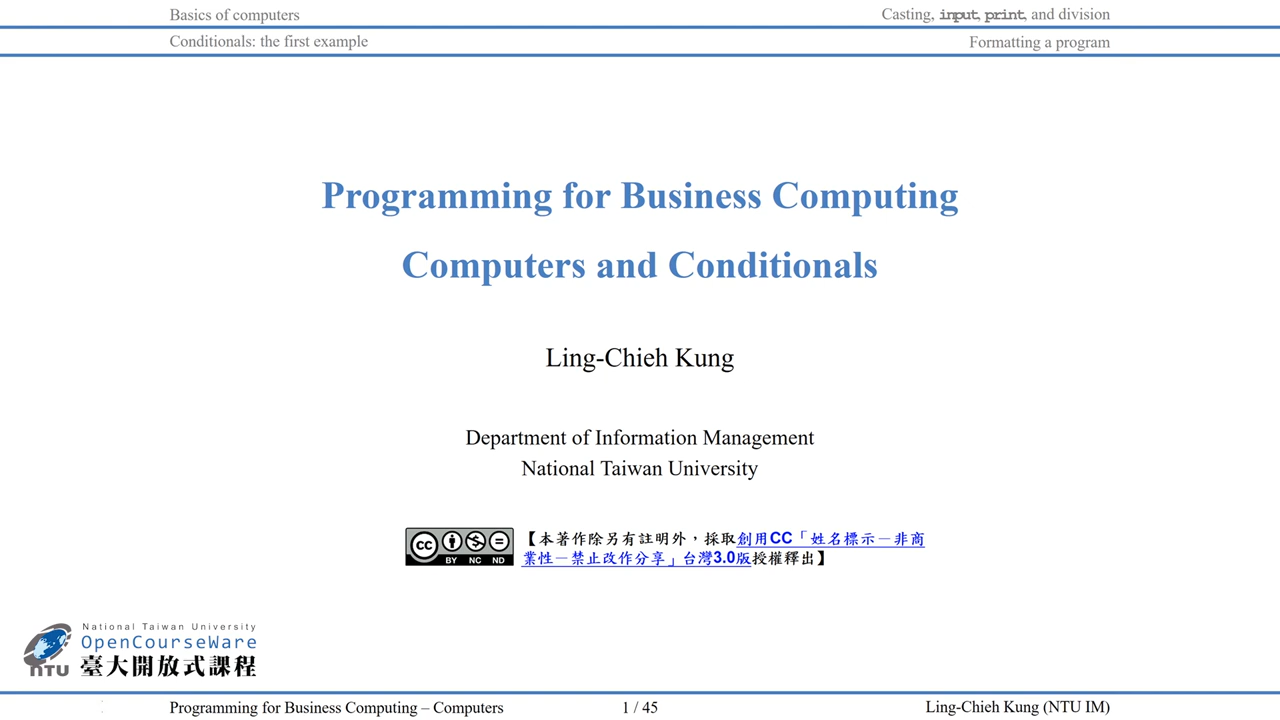 Basics of computers
Casting, input, print, and division
Conditionals: the first example
Formatting a program
Programming for Business Computing
Computers and Conditionals
Ling-Chieh Kung
Department of Information Management
National Taiwan University
cc BY NC ND
【本著作除另有註明外，採取創用CC「姓名標示－非商
業性－禁止改作分享」台灣3.0版授權釋出】
National Taiwan University
OpenCourseWare
NTU 臺大開放式課程
Programming for Business Computing – Computers
1 / 45
Ling-Chieh Kung (NTU IM)